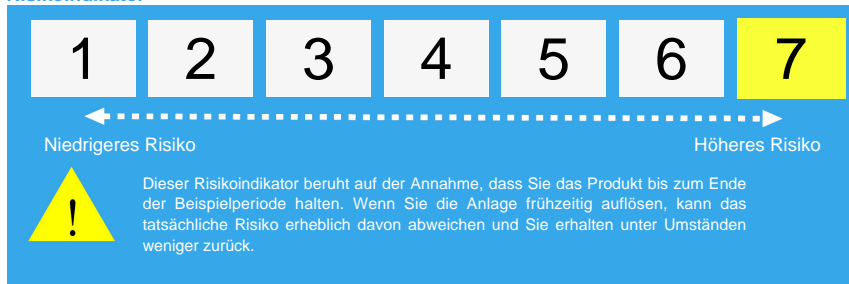 Risikoindikator
1 2 3 4 5 6 7
Niedrigeres Risiko Höheres Risiko
Dieser Risikoindikator beruht auf der Annahme, dass Sie das Produkt bis zum Ende
der Beispielperiode halten. Wenn Sie die Anlage frühzeitig auflösen, kann das
tatsächliche Risiko erheblich davon abweichen und Sie erhalten unter Umständen
weniger zurück.
!